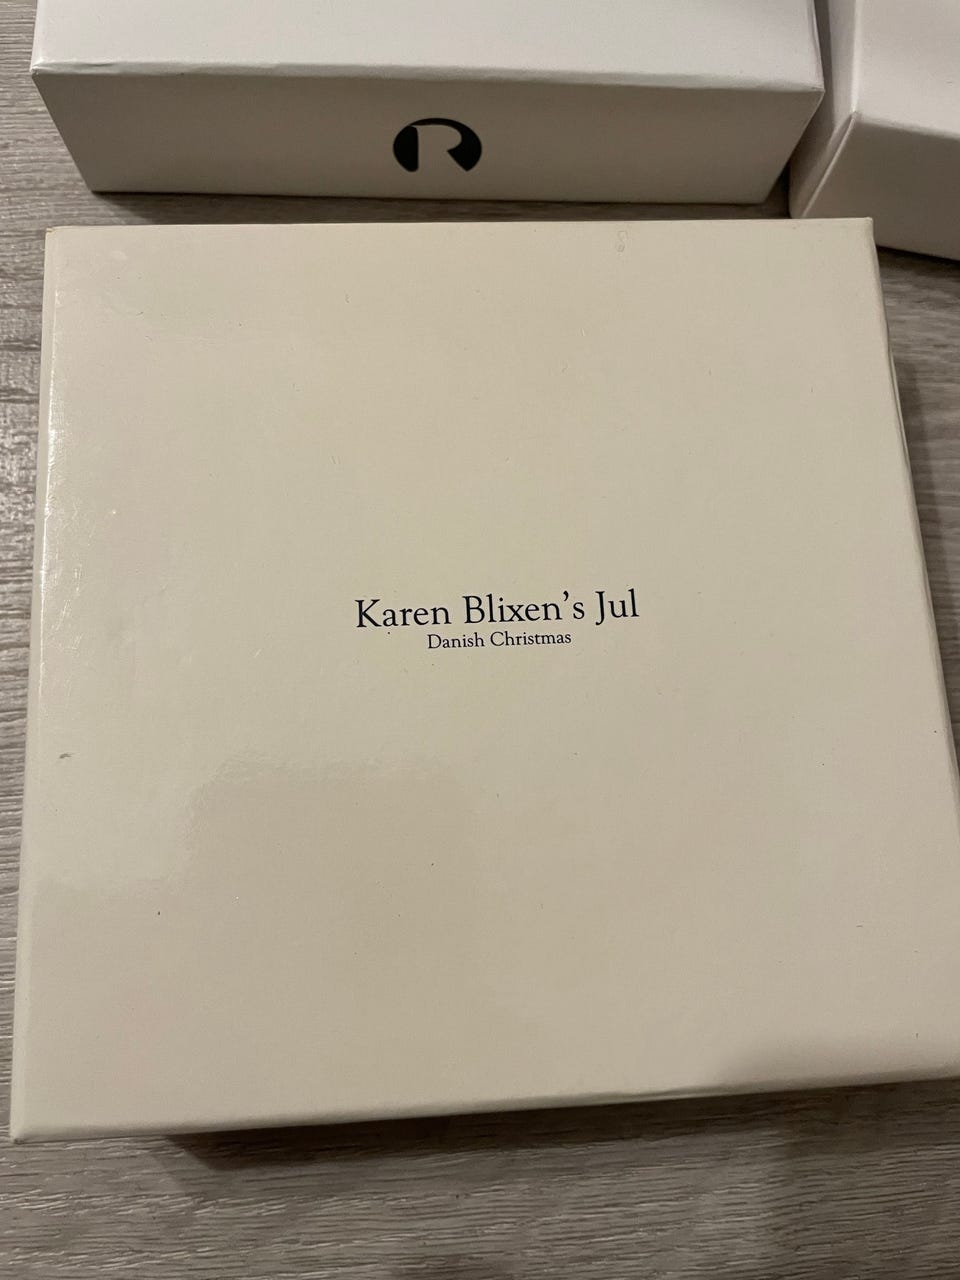 R
Karen Blixen's Jul
Danish Christmas